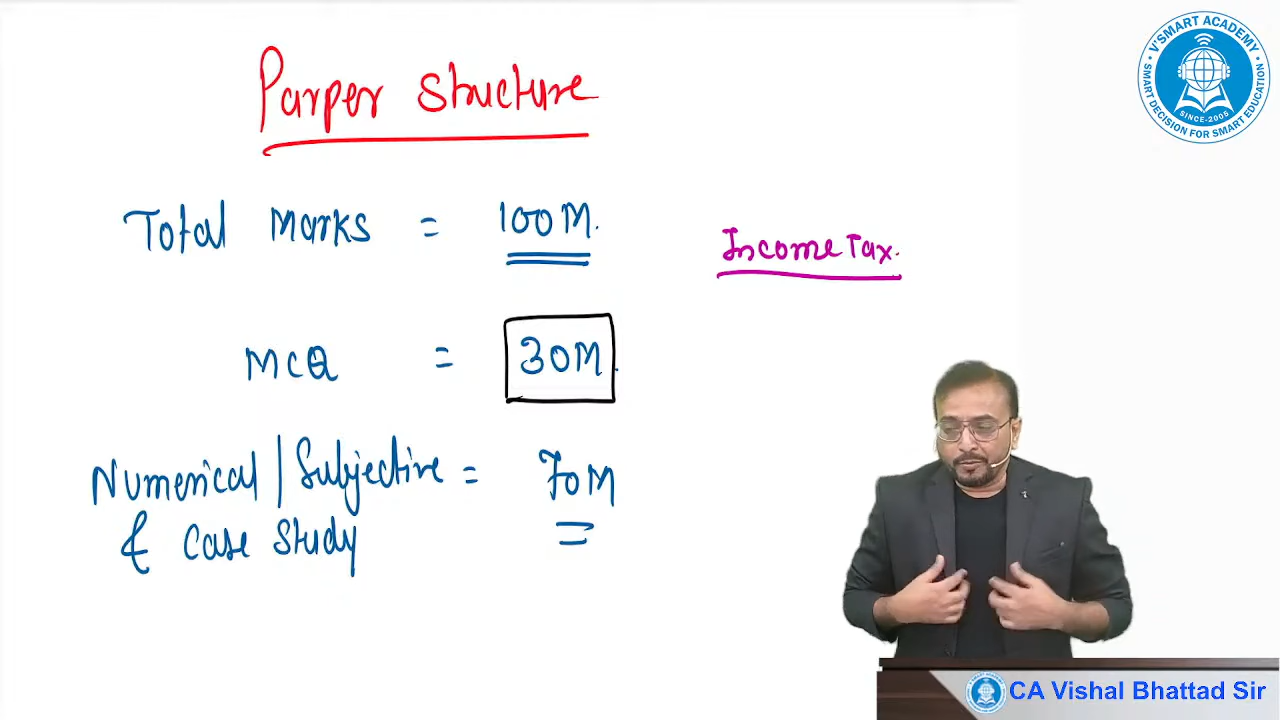 Parper Structure
Total Marks = 100M.
Income Tax.
MCQ = 30M.
Numerical / Subjective = 70M
& Case Study
V'SMART ACADEMY
SMART DECISION FOR SMART EDUCATION
SINCE-2006
CA Vishal Bhattad Sir